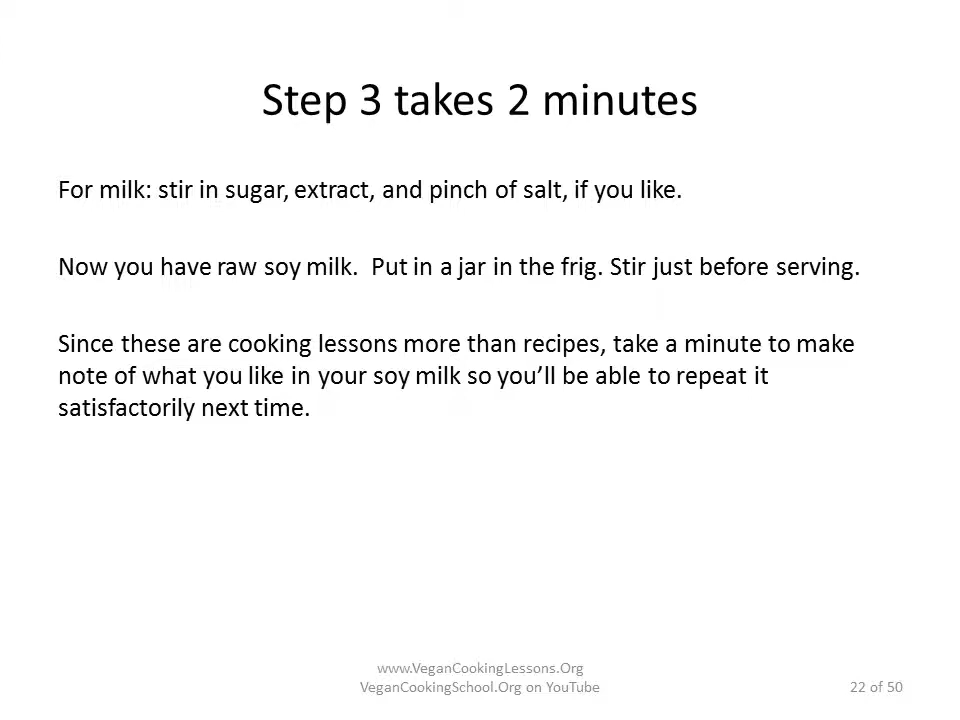 Step 3 takes 2 minutes
For milk: stir in sugar, extract, and pinch of salt, if you like.
Now you have raw soy milk.  Put in a jar in the frig. Stir just before serving.
Since these are cooking lessons more than recipes, take a minute to make
note of what you like in your soy milk so you’ll be able to repeat it
satisfactorily next time.
www.VeganCookingLessons.Org
VeganCookingSchool.Org on YouTube
22 of 50